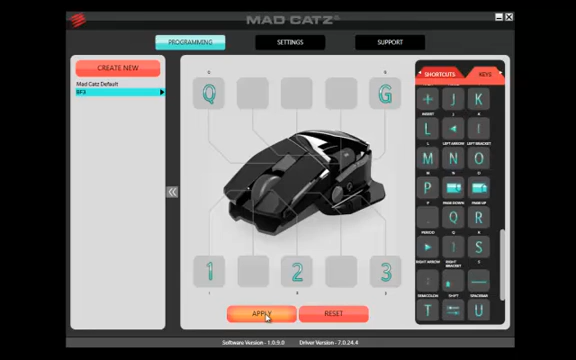 MAD CATZ
PROGRAMMING
SETTINGS
SUPPORT
CREATE NEW
Mad Catz Default
BF3
Q
G
1
2
3
APPLY
RESET
SHORTCUTS
KEYS
+ J K
INSERT J K
L
L LEFT ARROW LEFT BRACKET
M N O
M N O
P
P PAGE DOWN PAGE UP
. Q R
PERIOD Q R
] S
RIGHT ARROW RIGHT BRACKET S
;
SEMICOLON SHIFT SPACEBAR
T U
Software Version - 1.0.9.0
Driver Version - 7.0.24.4